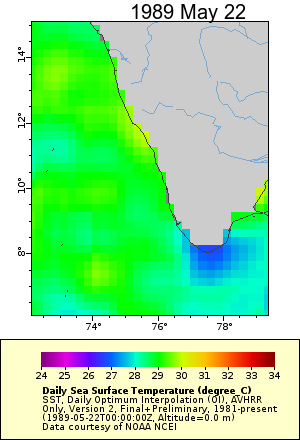 1989 May 22
14°
12°
10°
8°
74° 76° 78°
24 25 26 27 28 29 30 31 32 33 34
Daily Sea Surface Temperature (degree_C)
SST, Daily Optimum Interpolation (OI), AVHRR
Only, Version 2, Final+Preliminary, 1981-present
(1989-05-22T00:00:00Z, Altitude=0.0 m)
Data courtesy of NOAA NCEI